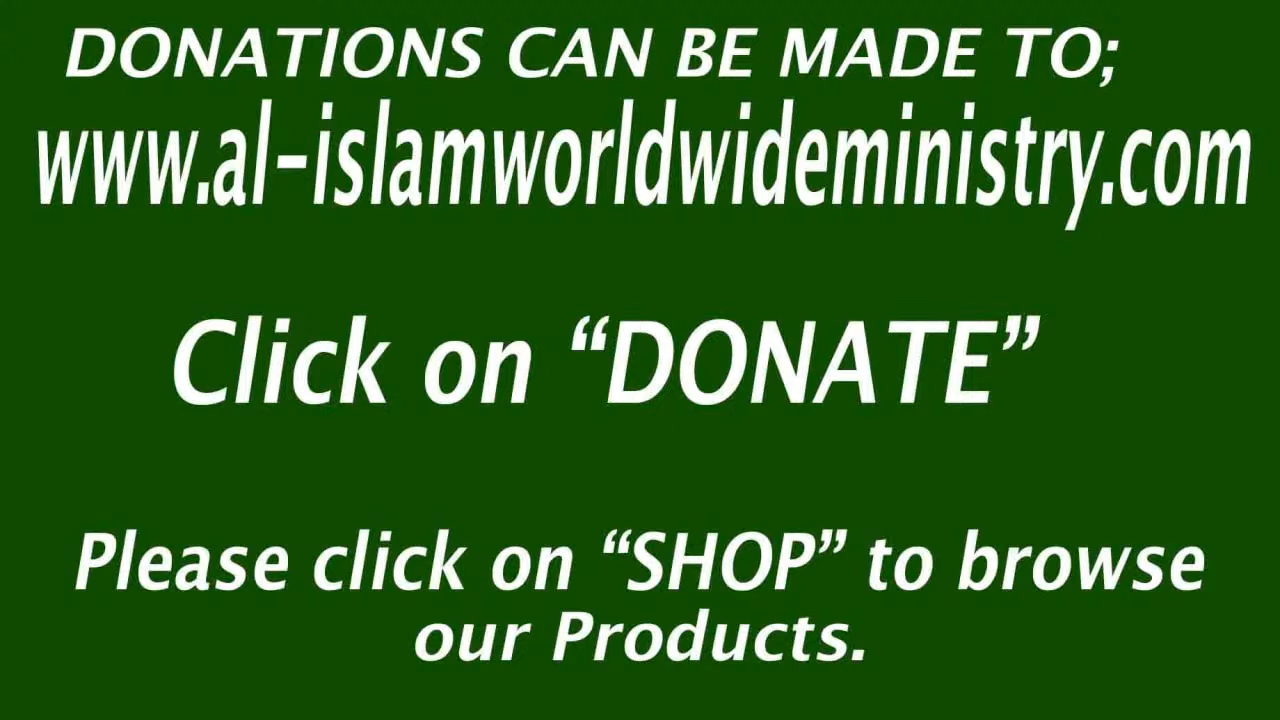 DONATIONS CAN BE MADE TO;
www.al-islamworldwideministry.com
Click on “DONATE”
Please click on “SHOP” to browse
our Products.